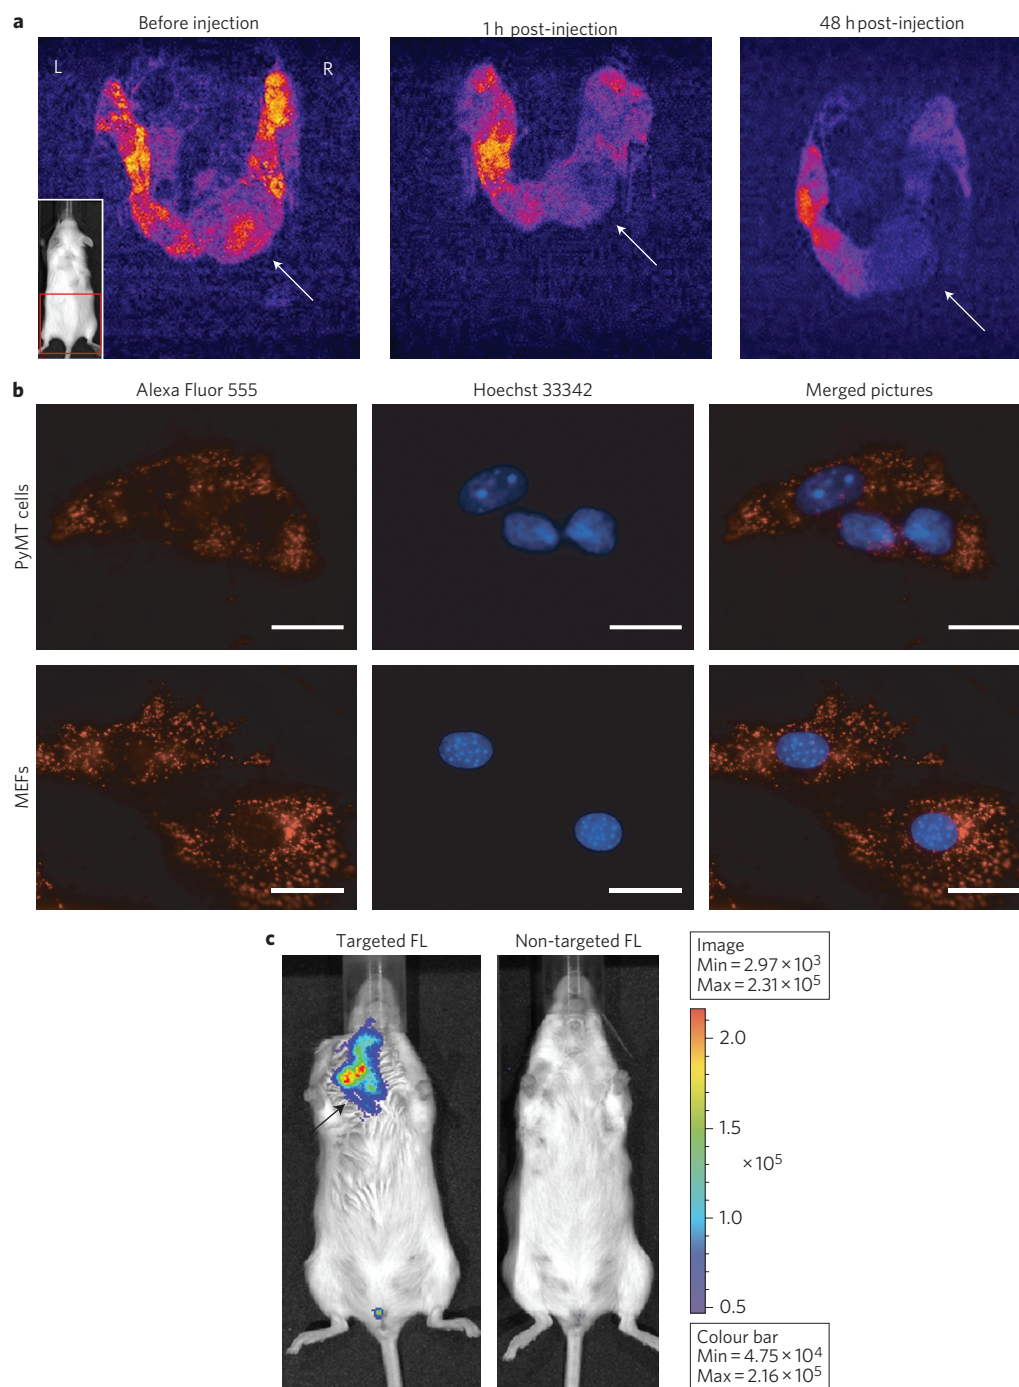 a
Before injection
1 h post-injection
48 h post-injection
L
R
b
Alexa Fluor 555
Hoechst 33342
Merged pictures
PyMT cells
MEFs
c
Targeted FL
Non-targeted FL
Image
Min = 2.97 × 10³
Max = 2.31 × 10⁵
2.0
1.5
× 10⁵
1.0
0.5
Colour bar
Min = 4.75 × 10⁴
Max = 2.16 × 10⁵